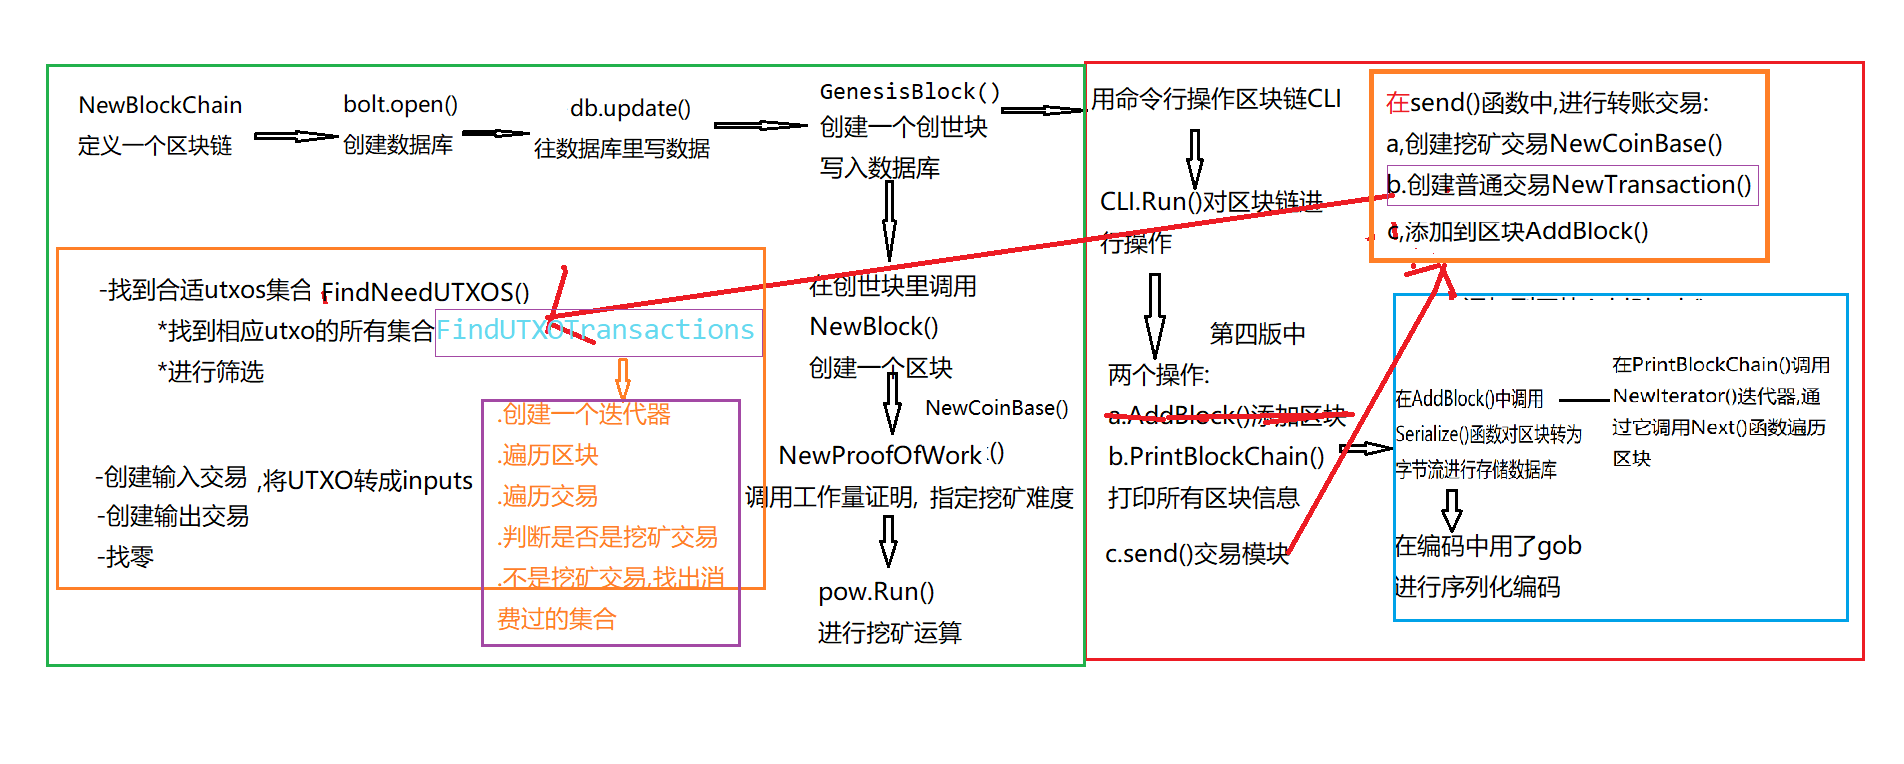 NewBlockChain
定义一个区块链
bolt.open()
创建数据库
db.update()
往数据库里写数据
GenesisBlock()
创建一个创世块
写入数据库
在创世块里调用
NewBlock()
创建一个区块
NewCoinBase()
NewProofOfWork ()
调用工作量证明, 指定挖矿难度
pow.Run()
进行挖矿运算
-找到合适utxos集合 FindNeedUTXOS()
*找到相应utxo的所有集合FindUTXOTransactions
*进行筛选
.创建一个迭代器
.遍历区块
.遍历交易
.判断是否是挖矿交易
.不是挖矿交易,找出消
费过的集合
-创建输入交易 ,将UTXO转成inputs
-创建输出交易
-找零
用命令行操作区块链CLI
CLI.Run()对区块链进
行操作
第四版中
两个操作:
a.AddBlock()添加区块
b.PrintBlockChain()
打印所有区块信息
c.send()交易模块
在send()函数中,进行转账交易:
a,创建挖矿交易NewCoinBase()
b.创建普通交易NewTransaction()
c,添加到区块AddBlock()
在AddBlock()中调用
Serialize()函数对区块转为
字节流进行存储数据库
在PrintBlockChain()调用
NewIterator()迭代器,通
过它调用Next()函数遍历
区块
在编码中用了gob
进行序列化编码